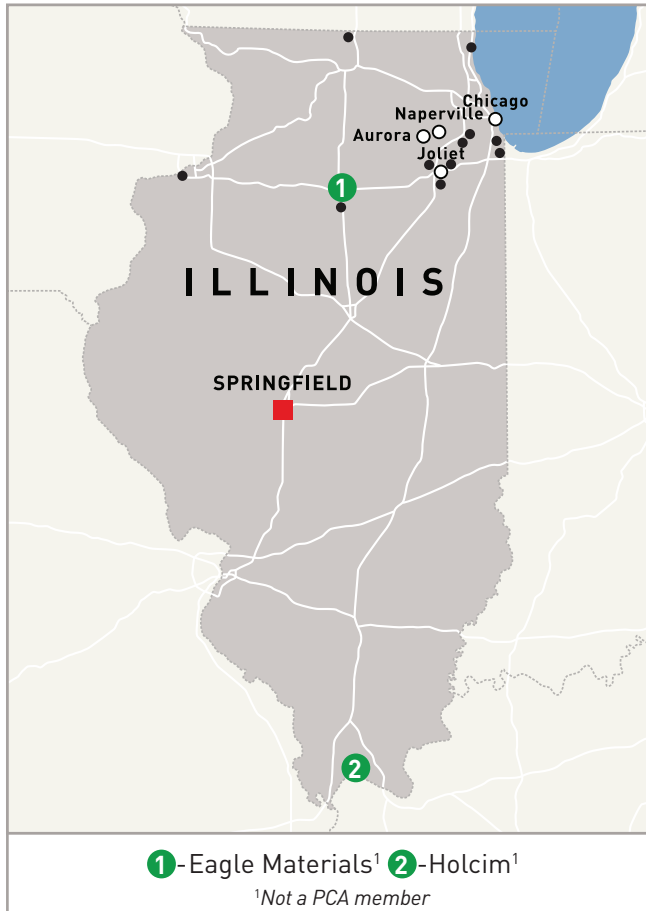 Chicago
Naperville
Aurora
Joliet
1
ILLINOIS
SPRINGFIELD
2
1-Eagle Materials¹ 2-Holcim¹
¹Not a PCA member